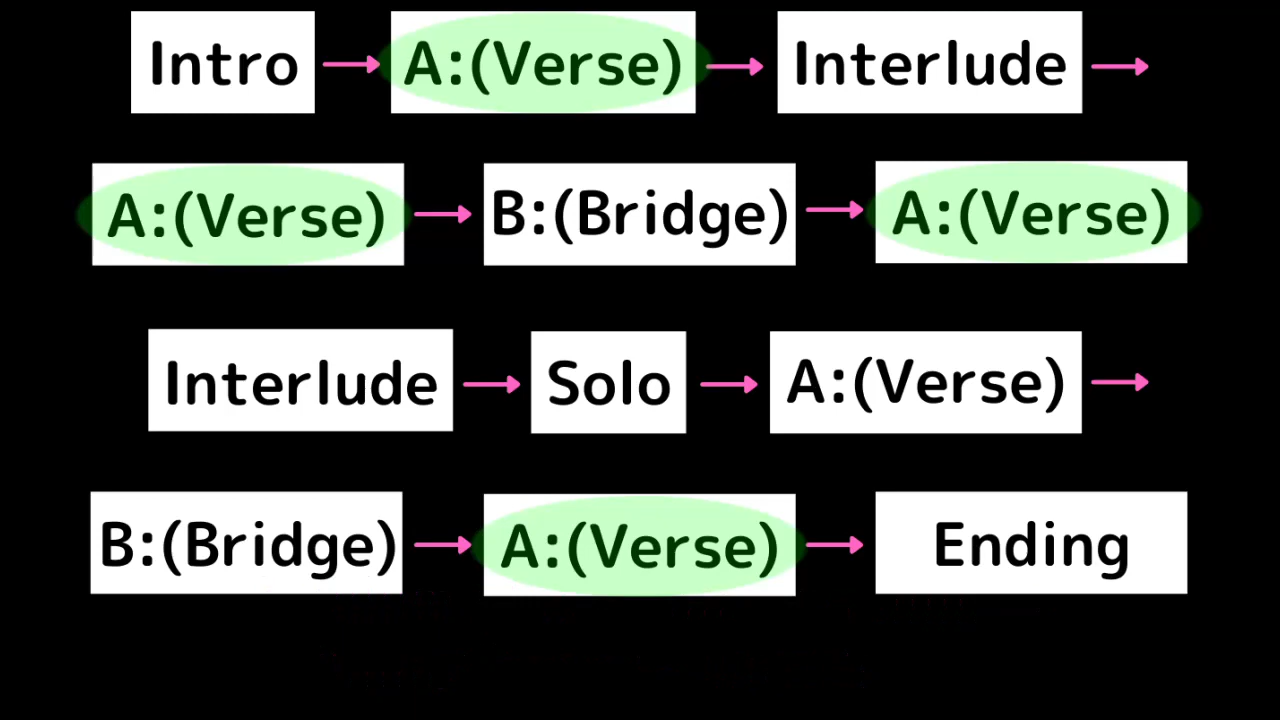 Intro A:(Verse) Interlude
A:(Verse) B:(Bridge) A:(Verse)
Interlude Solo A:(Verse)
B:(Bridge) A:(Verse) Ending